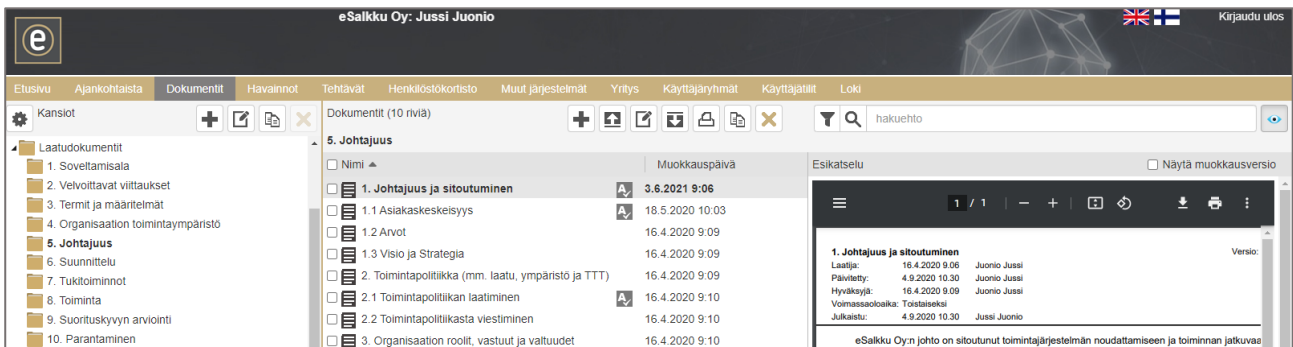 eSalkku Oy: Jussi Juonio
Kirjaudu ulos
e
Etusivu Ajankohtaista Dokumentit Havainnot Tehtävät Henkilöstökortisto Muut järjestelmät Yritys Käyttäjäryhmät Käyttäjätilit Loki
Kansiot
Laatudokumentit
1. Soveltamisala
2. Velvoittavat viittaukset
3. Termit ja määritelmät
4. Organisaation toimintaympäristö
5. Johtajuus
6. Suunnittelu
7. Tukitoiminnot
8. Toiminta
9. Suorituskyvyn arviointi
10. Parantaminen
Dokumentit (10 riviä)
5. Johtajuus
Nimi Muokkauspäivä
1. Johtajuus ja sitoutuminen 3.6.2021 9:06
1.1 Asiakaskeskeisyys 18.5.2020 10:03
1.2 Arvot 16.4.2020 9:09
1.3 Visio ja Strategia 16.4.2020 9:09
2. Toimintapolitiikka (mm. laatu, ympäristö ja TTT) 16.4.2020 9:09
2.1 Toimintapolitiikan laatiminen 16.4.2020 9:10
2.2 Toimintapolitiikasta viestiminen 16.4.2020 9:10
3. Organisaation roolit, vastuut ja valtuudet 16.4.2020 9:10
hakuehto
Esikatselu Näytä muokkausversio
1 / 1
1. Johtajuus ja sitoutuminen Versio:
Laatija: 16.4.2020 9.06 Juonio Jussi
Päivitetty: 4.9.2020 10.30 Juonio Jussi
Hyväksyjä: 16.4.2020 9.09 Juonio Jussi
Voimassaoloaika: Toistaiseksi
Julkaistu: 4.9.2020 10.30 Jussi Juonio
eSalkku Oy:n johto on sitoutunut toimintajärjestelmän noudattamiseen ja toiminnan jatkuvaa